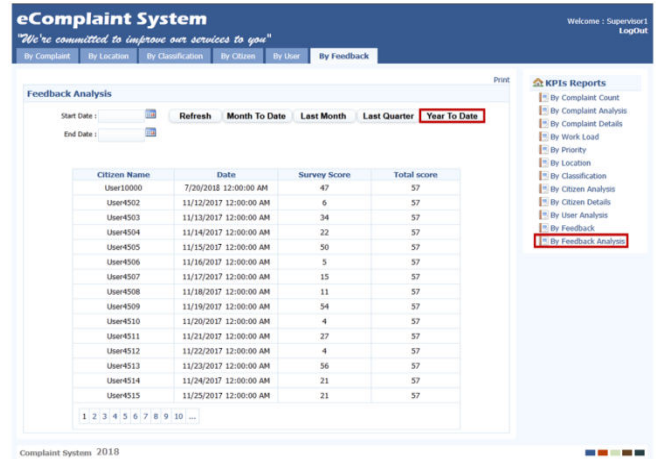 eComplaint System
"We're committed to improve our services to you"
Welcome : Supervisor1
LogOut
By Complaint By Location By Classification By Citizen By User By Feedback
Print
Feedback Analysis
Start Date :
End Date :
Refresh Month To Date Last Month Last Quarter Year To Date
Citizen Name Date Survey Score Total score
User10000 7/20/2018 12:00:00 AM 47 57
User4502 11/12/2017 12:00:00 AM 6 57
User4503 11/13/2017 12:00:00 AM 34 57
User4504 11/14/2017 12:00:00 AM 22 57
User4505 11/15/2017 12:00:00 AM 50 57
User4506 11/16/2017 12:00:00 AM 5 57
User4507 11/17/2017 12:00:00 AM 15 57
User4508 11/18/2017 12:00:00 AM 11 57
User4509 11/19/2017 12:00:00 AM 54 57
User4510 11/20/2017 12:00:00 AM 4 57
User4511 11/21/2017 12:00:00 AM 27 57
User4512 11/22/2017 12:00:00 AM 4 57
User4513 11/23/2017 12:00:00 AM 56 57
User4514 11/24/2017 12:00:00 AM 21 57
User4515 11/25/2017 12:00:00 AM 21 57
1 2 3 4 5 6 7 8 9 10 ...
KPIs Reports
By Complaint Count
By Complaint Analysis
By Complaint Details
By Work Load
By Priority
By Location
By Classification
By Citizen Analysis
By Citizen Details
By User Analysis
By Feedback
By Feedback Analysis
Complaint System 2018